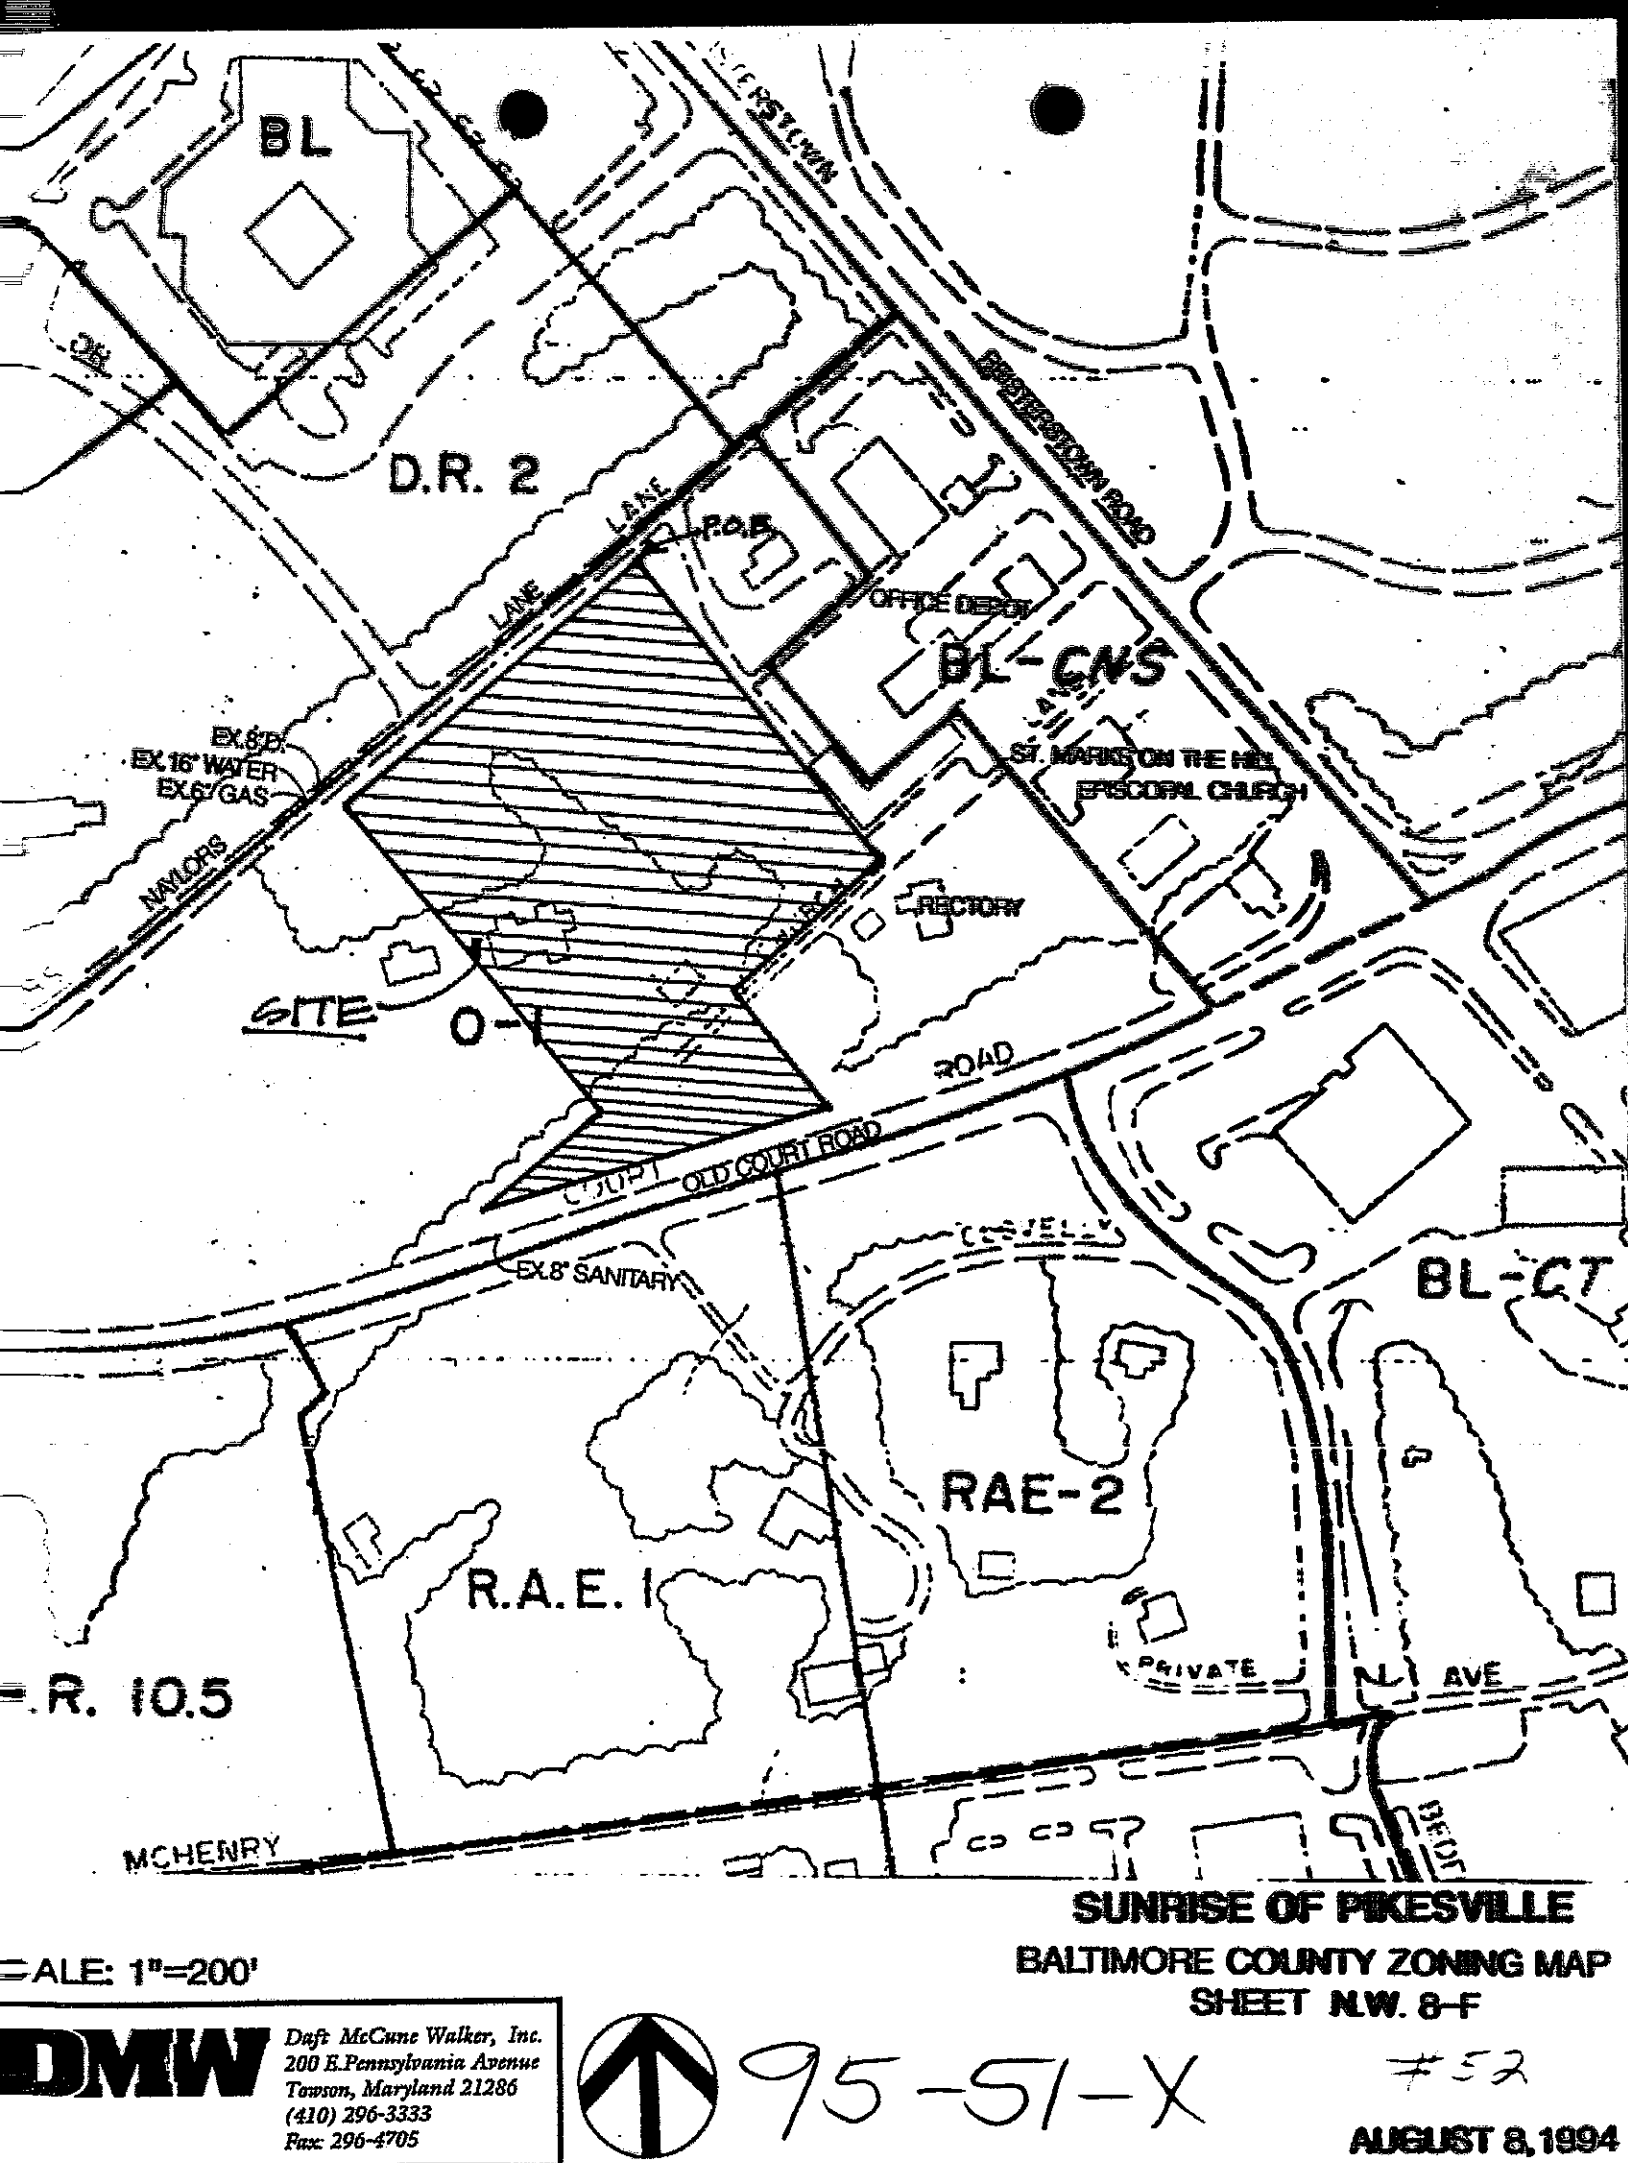 BL
D.R. 2
REISTERSTOWN ROAD
LANE
P.O.B.
LANE
OFFICE DEPOT
BL-CNS
EX.8"D.
EX.16" WATER
EX.6" GAS
ST. MARKS ON THE HILL
EPISCOPAL CHURCH
NAYLORS
RECTORY
SITE
O-1
ROAD
COURT
OLD COURT ROAD
EX.8" SANITARY
BL-CT
RAE-2
R.A.E. 1
PRIVATE
AVE
R. 10.5
MCHENRY
SUNRISE OF PIKESVILLE
BALTIMORE COUNTY ZONING MAP
SHEET N.W. 8-F
ALE: 1"=200'
DMW
Daft McCune Walker, Inc.
200 E.Pennsylvania Avenue
Towson, Maryland 21286
(410) 296-3333
Fax: 296-4705
95-51-X
#52
AUGUST 8, 1994